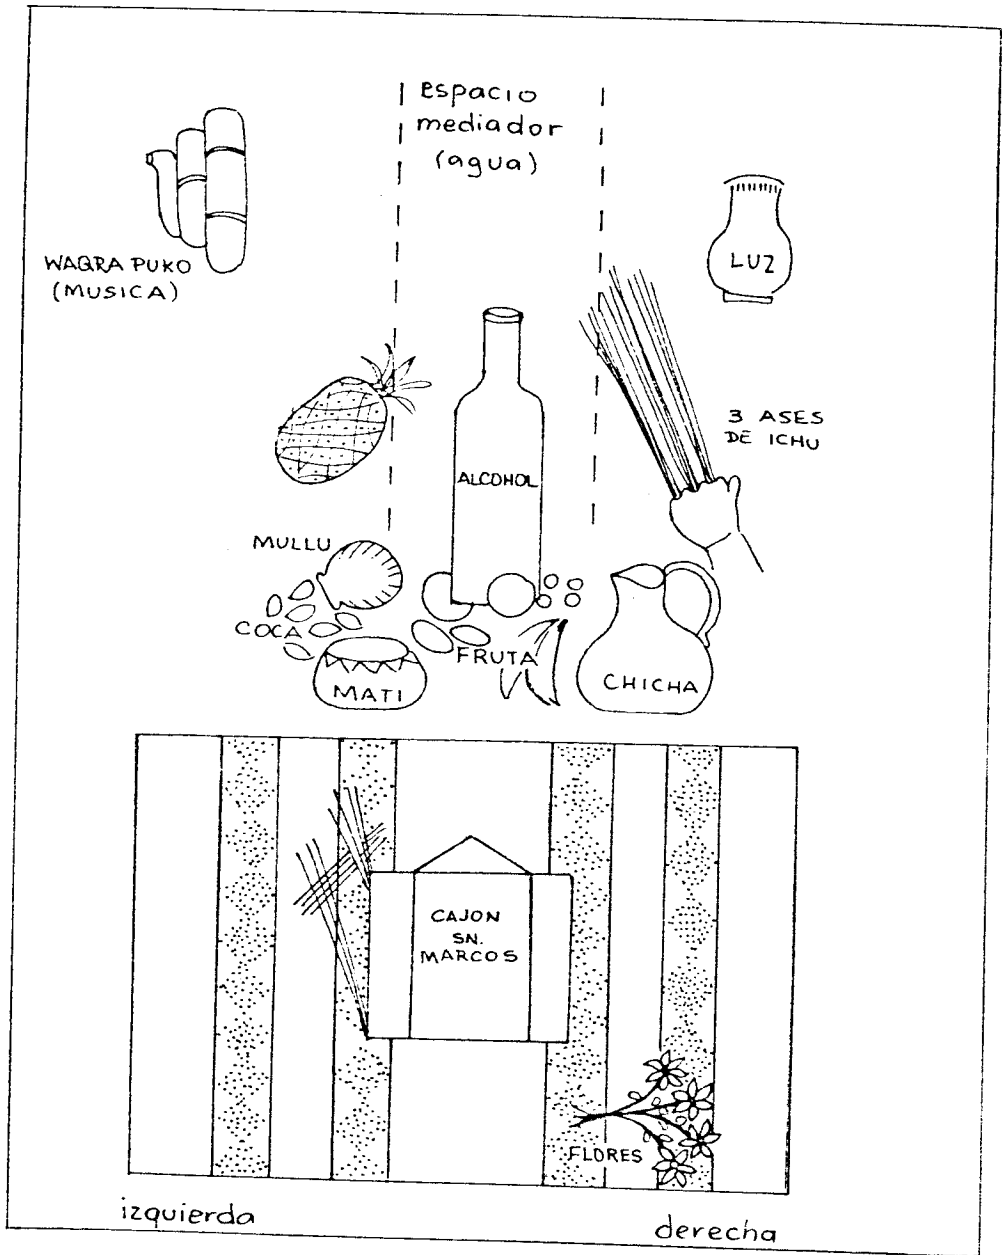 espacio
mediador
(agua)
WAQRA PUKO
(MUSICA)
LUZ
3 ASES
DE ICHU
ALCOHOL
MULLU
COCA
FRUTA
MATI
CHICHA
CAJON
SN.
MARCOS
FLORES
izquierda
derecha